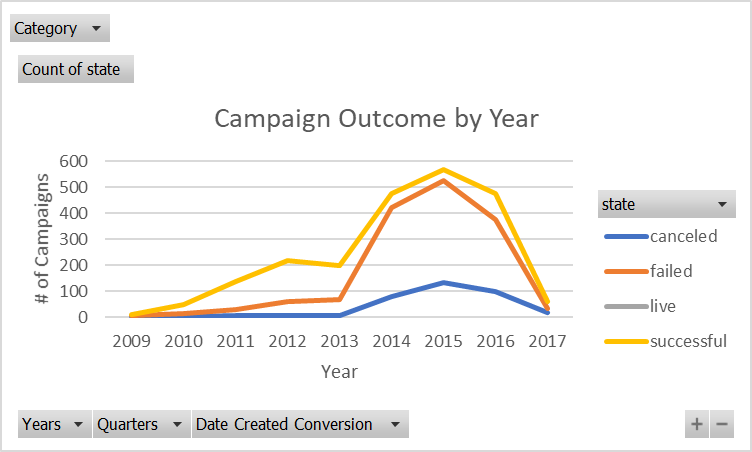 Category
Count of state
Campaign Outcome by Year
# of Campaigns
600
500
400
300
200
100
0
2009 2010 2011 2012 2013 2014 2015 2016 2017
Year
state
canceled
failed
live
successful
Years Quarters Date Created Conversion + −